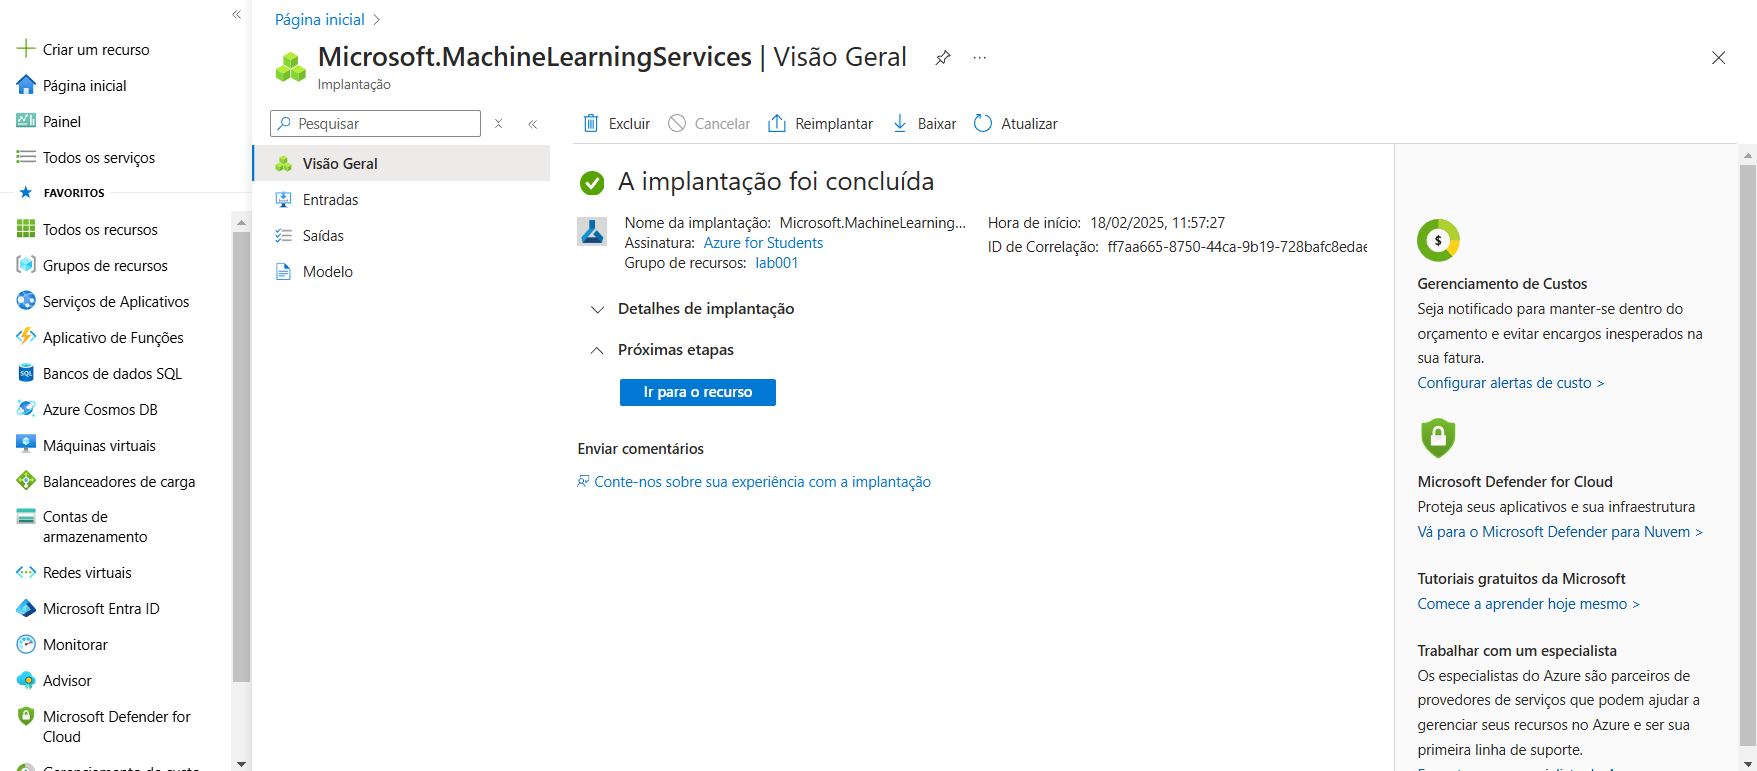 Criar um recurso
Página inicial
Painel
Todos os serviços
FAVORITOS
Todos os recursos
Grupos de recursos
Serviços de Aplicativos
Aplicativo de Funções
Bancos de dados SQL
Azure Cosmos DB
Máquinas virtuais
Balanceadores de carga
Contas de
armazenamento
Redes virtuais
Microsoft Entra ID
Monitorar
Advisor
Microsoft Defender for
Cloud
Página inicial
Microsoft.MachineLearningServices | Visão Geral
Implantação
Pesquisar
Visão Geral
Entradas
Saídas
Modelo
Excluir Cancelar Reimplantar Baixar Atualizar
A implantação foi concluída
Nome da implantação: Microsoft.MachineLearning...
Assinatura: Azure for Students
Grupo de recursos: lab001
Hora de início: 18/02/2025, 11:57:27
ID de Correlação: ff7aa665-8750-44ca-9b19-728bafc8edae
Detalhes de implantação
Próximas etapas
Ir para o recurso
Enviar comentários
Conte-nos sobre sua experiência com a implantação
$
Gerenciamento de Custos
Seja notificado para manter-se dentro do
orçamento e evitar encargos inesperados na
sua fatura.
Configurar alertas de custo >
Microsoft Defender for Cloud
Proteja seus aplicativos e sua infraestrutura
Vá para o Microsoft Defender para Nuvem >
Tutoriais gratuitos da Microsoft
Comece a aprender hoje mesmo >
Trabalhar com um especialista
Os especialistas do Azure são parceiros de
provedores de serviços que podem ajudar a
gerenciar seus recursos no Azure e ser sua
primeira linha de suporte.